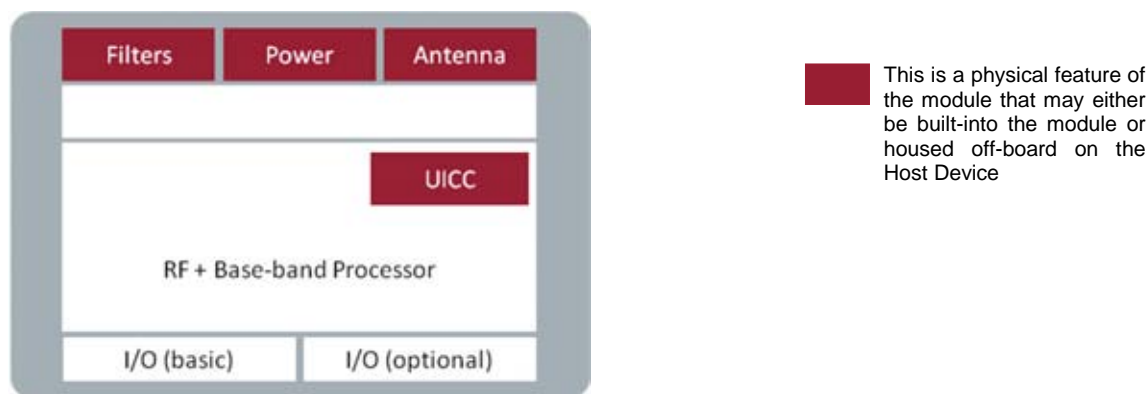 Filters
Power
Antenna
UICC
RF + Base-band Processor
I/O (basic)
I/O (optional)
This is a physical feature of
the module that may either
be built-into the module or
housed off-board on the
Host Device